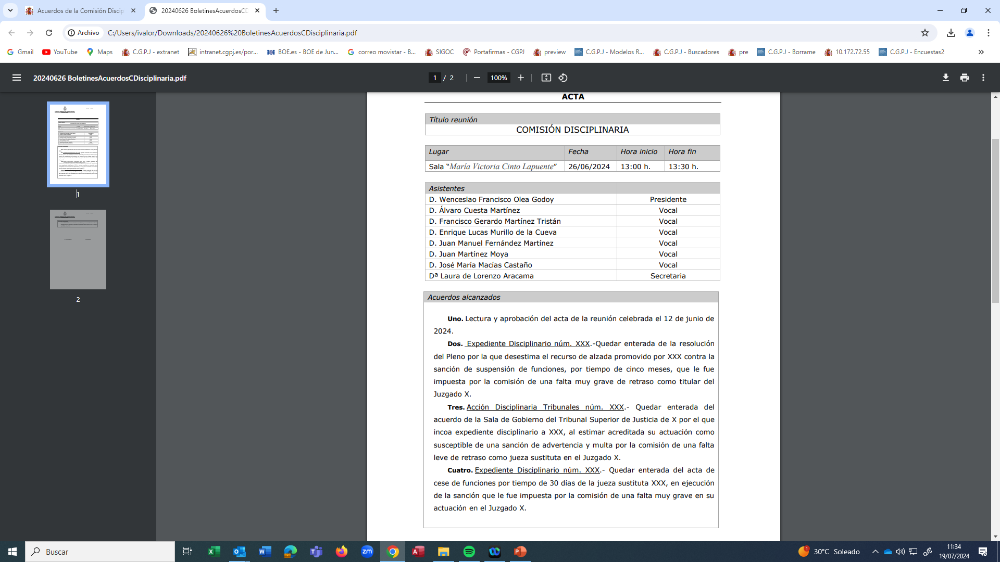 Acuerdos de la Comisión Discip
20240626 BoletinesAcuerdosCD
Archivo
C:/Users/ivalor/Downloads/20240626%20BoletinesAcuerdosCDisciplinaria.pdf
Gmail
YouTube
Maps
C.G.P.J - extranet
intranet.cgpj.es/por...
BOE.es - BOE de Jun...
correo movistar - B...
SIGOC
Portafirmas - CGPJ
preview
C.G.P.J - Modelos R...
C.G.P.J - Buscadores
pre
C.G.P.J - Borrame
10.172.72.55
C.G.P.J - Encuestas2
20240626 BoletinesAcuerdosCDisciplinaria.pdf
1 / 2
100%
1
2
ACTA
Título reunión
COMISIÓN DISCIPLINARIA
Lugar Fecha Hora inicio Hora fin
Sala “María Victoria Cinto Lapuente” 26/06/2024 13:00 h. 13:30 h.
Asistentes
D. Wenceslao Francisco Olea Godoy Presidente
D. Álvaro Cuesta Martínez Vocal
D. Francisco Gerardo Martínez Tristán Vocal
D. Enrique Lucas Murillo de la Cueva Vocal
D. Juan Manuel Fernández Martínez Vocal
D. Juan Martínez Moya Vocal
D. José María Macías Castaño Vocal
Dª Laura de Lorenzo Aracama Secretaria
Acuerdos alcanzados
Uno. Lectura y aprobación del acta de la reunión celebrada el 12 de junio de
2024.
Dos. Expediente Disciplinario núm. XXX.-Quedar enterada de la resolución
del Pleno por la que desestima el recurso de alzada promovido por XXX contra la
sanción de suspensión de funciones, por tiempo de cinco meses, que le fue
impuesta por la comisión de una falta muy grave de retraso como titular del
Juzgado X.
Tres. Acción Disciplinaria Tribunales núm. XXX.- Quedar enterada del
acuerdo de la Sala de Gobierno del Tribunal Superior de Justicia de X por el que
incoa expediente disciplinario a XXX, al estimar acreditada su actuación como
susceptible de una sanción de advertencia y multa por la comisión de una falta
leve de retraso como jueza sustituta en el Juzgado X.
Cuatro. Expediente Disciplinario núm. XXX.- Quedar enterada del acta de
cese de funciones por tiempo de 30 días de la jueza sustituta XXX, en ejecución
de la sanción que le fue impuesta por la comisión de una falta muy grave en su
actuación en el Juzgado X.
Buscar
zm
1
30°C Soleado
11:34
19/07/2024